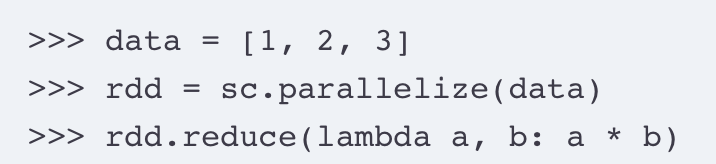 >>> data = [1, 2, 3]
>>> rdd = sc.parallelize(data)
>>> rdd.reduce(lambda a, b: a * b)